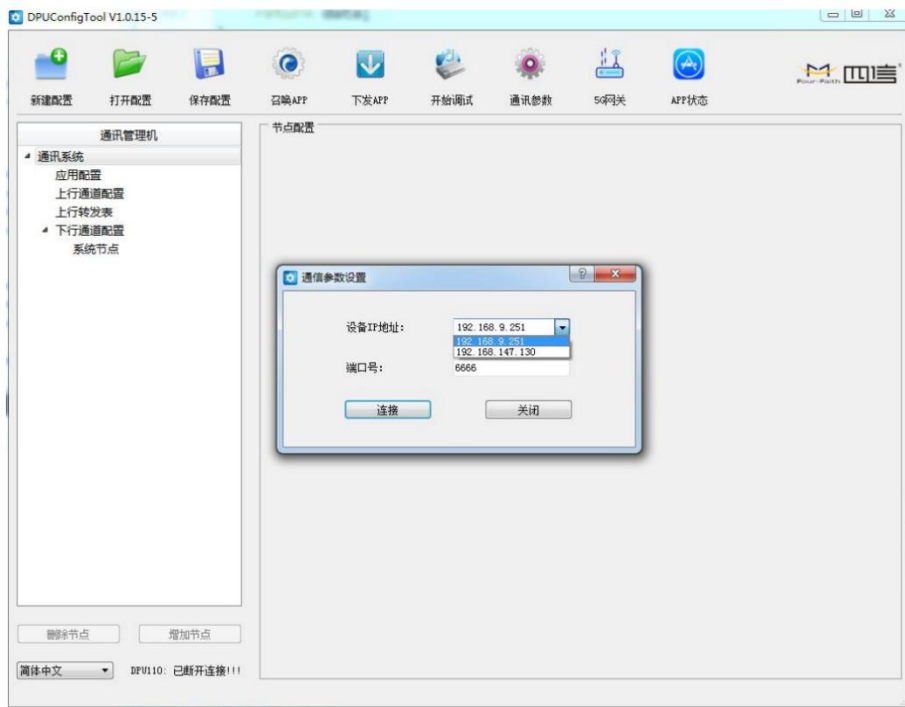 DPUConfigTool V1.0.15-5
return data;
新建配置 打开配置 保存配置 召唤APP 下发APP 开始调试 通讯参数 5G网关 APP状态
Four-Faith 四信
通讯管理机
节点配置
通讯系统
应用配置
上行通道配置
上行转发表
下行通道配置
系统节点
通信参数设置
设备IP地址: 192.168.9.251
192.168.9.251
192.168.147.130
端口号: 6666
连接 关闭
删除节点 增加节点
简体中文 DPU110: 已断开连接!!!